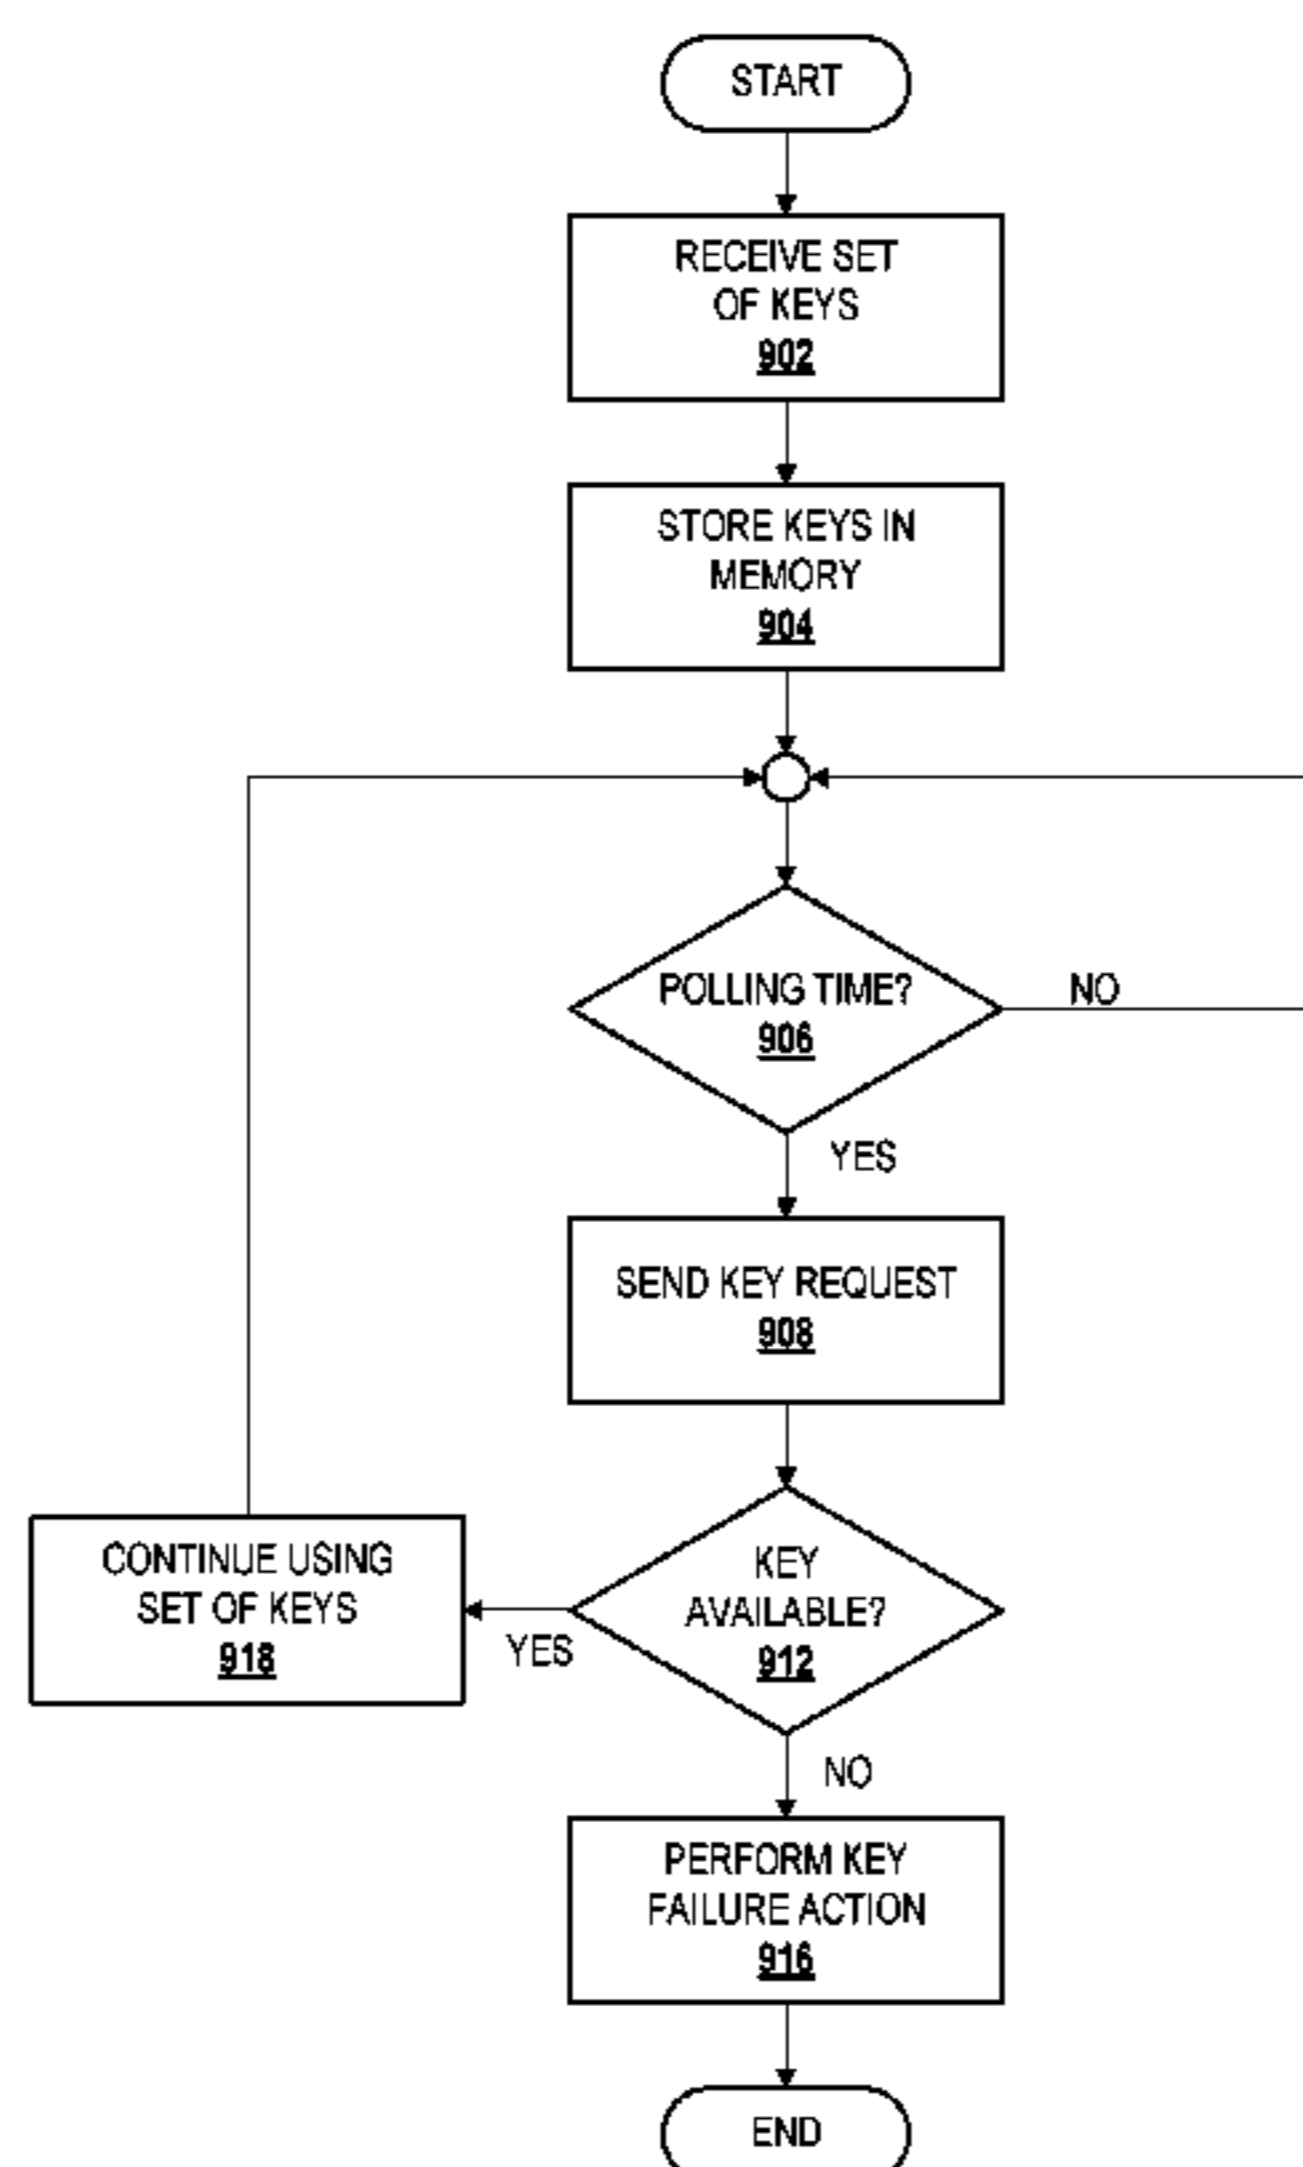 START
RECEIVE SET
OF KEYS
902
STORE KEYS IN
MEMORY
904
POLLING TIME?
906
NO
YES
SEND KEY REQUEST
908
KEY
AVAILABLE?
912
YES
CONTINUE USING
SET OF KEYS
918
NO
PERFORM KEY
FAILURE ACTION
916
END